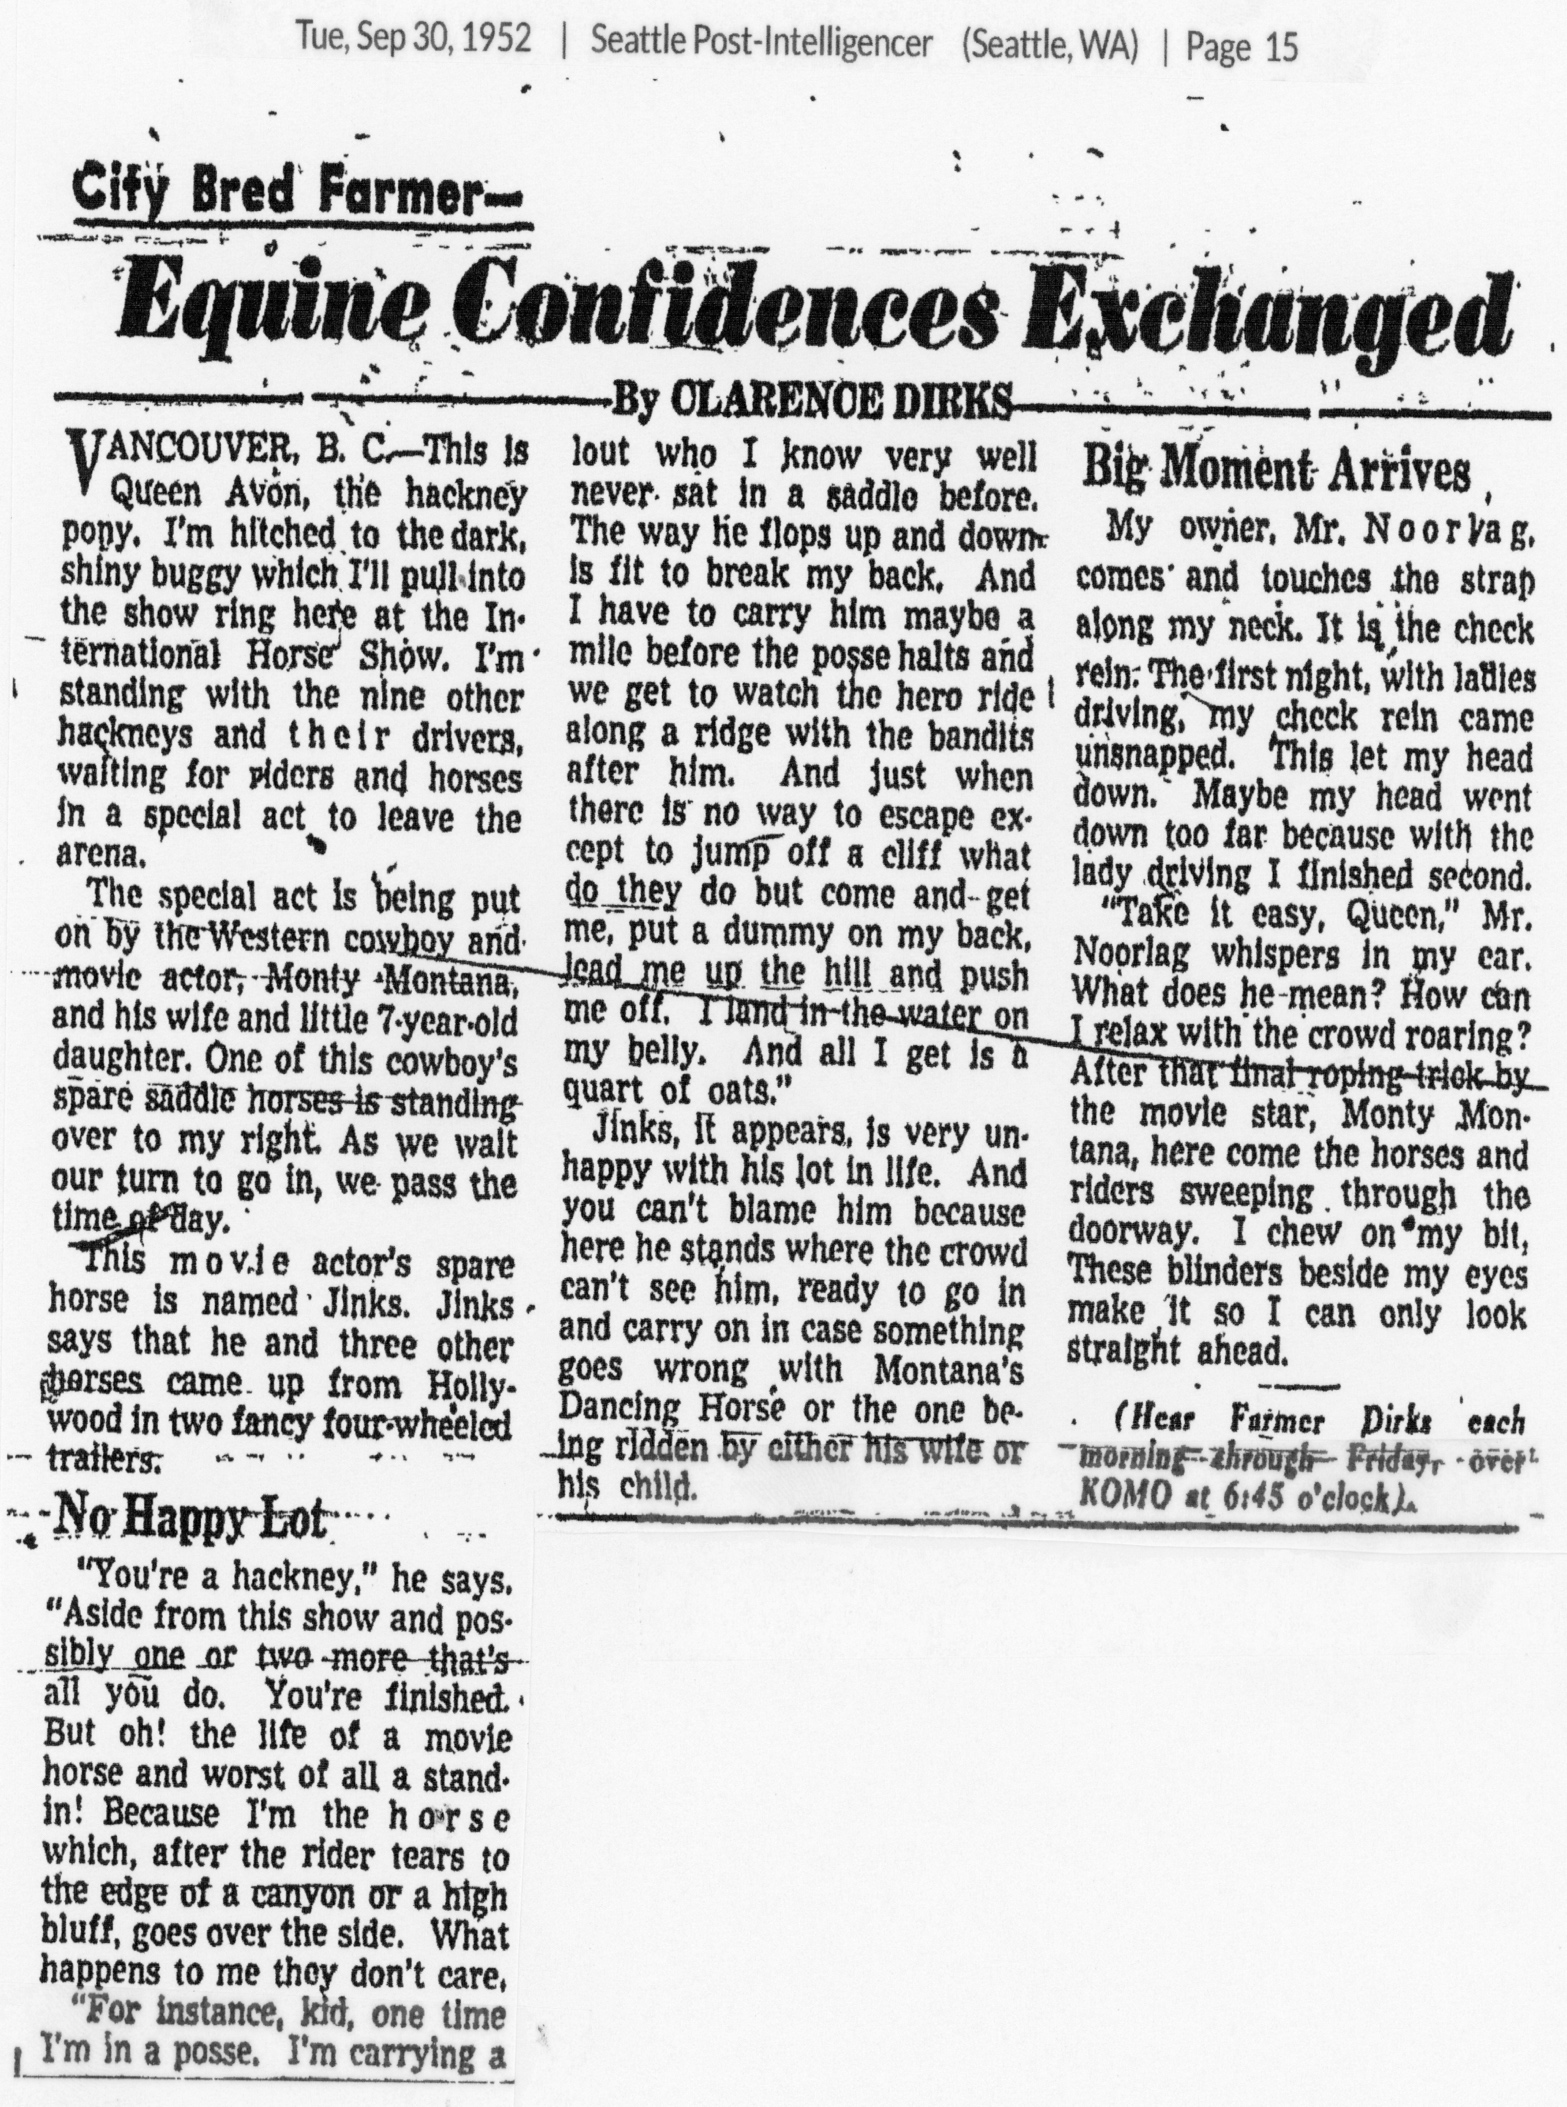 Tue, Sep 30, 1952 | Seattle Post-Intelligencer (Seattle, WA) | Page 15
City Bred Farmer—
Equine Confidences Exchanged
By CLARENCE DIRKS
VANCOUVER, B. C.—This is
Queen Avon, the hackney
pony. I'm hitched to the dark,
shiny buggy which I'll pull into
the show ring here at the In-
ternational Horse Show. I'm
standing with the nine other
hackneys and their drivers,
waiting for riders and horses
in a special act to leave the
arena.
The special act is being put
on by the Western cowboy and
movie actor, Monty Montana,
and his wife and little 7-year-old
daughter. One of this cowboy's
spare saddle horses is standing
over to my right. As we wait
our turn to go in, we pass the
time of day.
This movie actor's spare
horse is named Jinks. Jinks
says that he and three other
horses came up from Holly-
wood in two fancy four-wheeled
trailers.
No Happy Lot
"You're a hackney," he says.
"Aside from this show and pos-
sibly one or two more that's
all you do. You're finished.
But oh! the life of a movie
horse and worst of all a stand-
in! Because I'm the horse
which, after the rider tears to
the edge of a canyon or a high
bluff, goes over the side. What
happens to me they don't care.
"For instance, kid, one time
I'm in a posse. I'm carrying a
lout who I know very well
never sat in a saddle before.
The way he flops up and down
is fit to break my back. And
I have to carry him maybe a
mile before the posse halts and
we get to watch the hero ride
along a ridge with the bandits
after him. And just when
there is no way to escape ex-
cept to jump off a cliff what
do they do but come and get
me, put a dummy on my back,
lead me up the hill and push
me off. I land in the water on
my belly. And all I get is a
quart of oats."
Jinks, it appears, is very un-
happy with his lot in life. And
you can't blame him because
here he stands where the crowd
can't see him, ready to go in
and carry on in case something
goes wrong with Montana's
Dancing Horse or the one be-
ing ridden by either his wife or
his child.
Big Moment Arrives
My owner, Mr. Noorlag,
comes and touches the strap
along my neck. It is the check
rein. The first night, with ladies
driving, my check rein came
unsnapped. This let my head
down. Maybe my head went
down too far because with the
lady driving I finished second.
"Take it easy, Queen," Mr.
Noorlag whispers in my ear.
What does he mean? How can
I relax with the crowd roaring?
After that final roping trick by
the movie star, Monty Mon-
tana, here come the horses and
riders sweeping through the
doorway. I chew on my bit.
These blinders beside my eyes
make it so I can only look
straight ahead.
(Hear Farmer Dirks each
morning through Friday, over
KOMO at 6:45 o'clock).